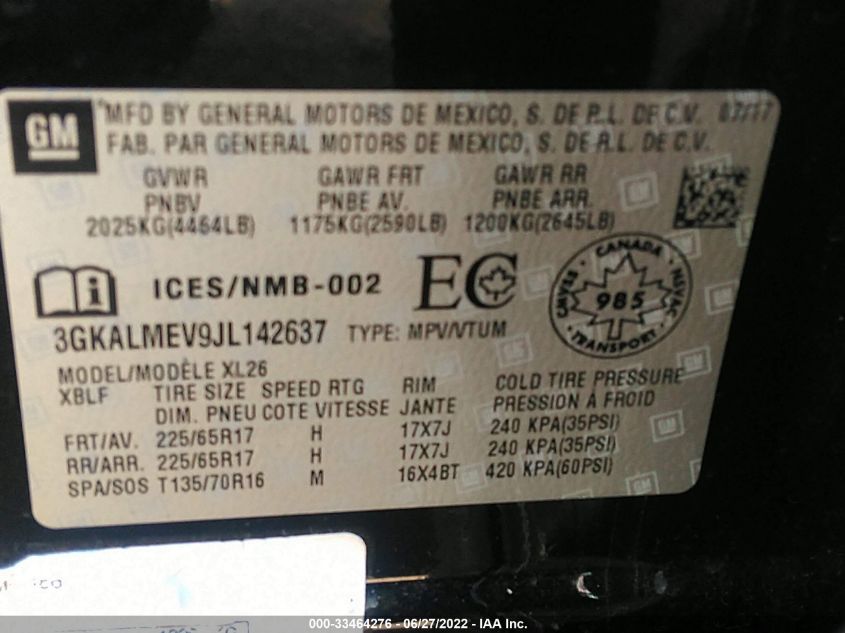 GM
MFD BY GENERAL MOTORS DE MEXICO, S. DE R.L. DE C.V. 07/17
FAB. PAR GENERAL MOTORS DE MEXICO, S. DE R.L. DE C.V.
GVWR GAWR FRT GAWR RR
PNBV PNBE AV. PNBE ARR.
2025KG(4464LB) 1175KG(2590LB) 1200KG(2645LB)
i ICES/NMB-002 EC
CANADA
985
TRANSPORT
3GKALMEV9JL142637 TYPE: MPV/VTUM
MODEL/MODÈLE XL26
XBLF TIRE SIZE SPEED RTG RIM COLD TIRE PRESSURE
DIM. PNEU COTE VITESSE JANTE PRESSION À FROID
FRT/AV. 225/65R17 H 17X7J 240 KPA(35PSI)
RR/ARR. 225/65R17 H 17X7J 240 KPA(35PSI)
SPA/SOS T135/70R16 M 16X4BT 420 KPA(60PSI)
000-33464276 / 06/27/2022 / IAA Inc.